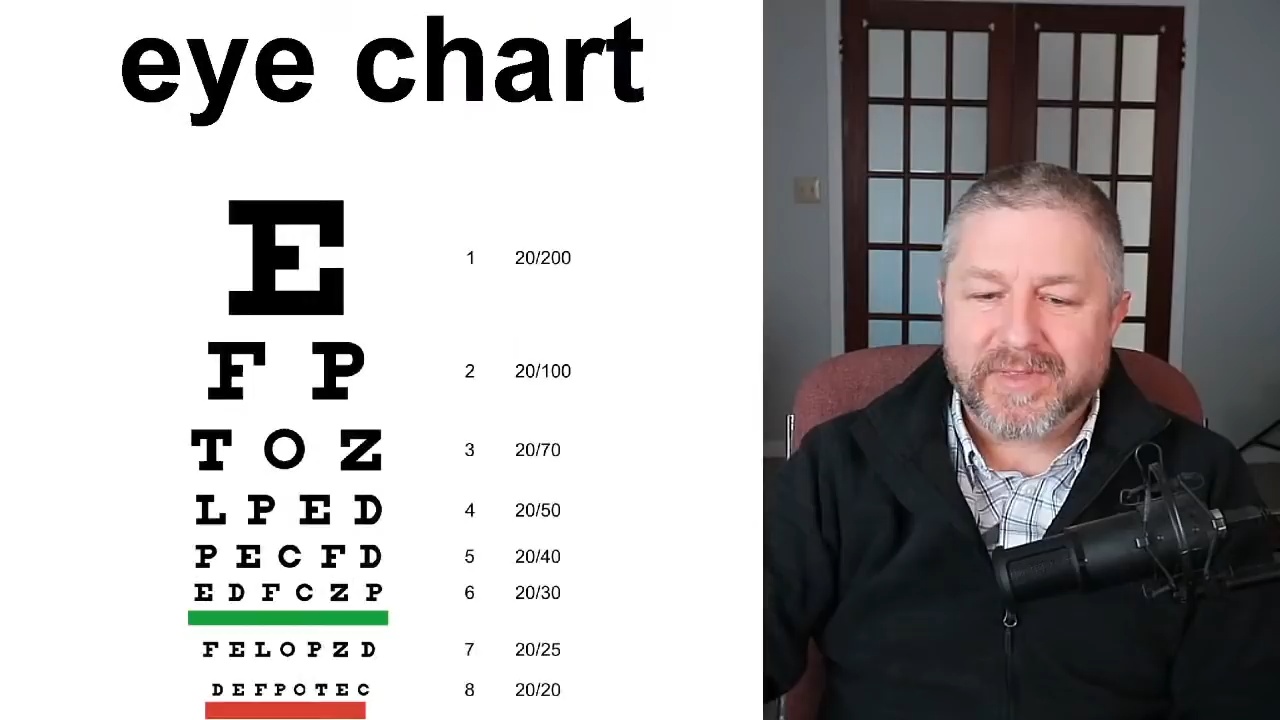 eye chart
E 1 20/200
F P 2 20/100
T O Z 3 20/70
L P E D 4 20/50
P E C F D 5 20/40
E D F C Z P 6 20/30
F E L O P Z D 7 20/25
D E F P O T E C 8 20/20